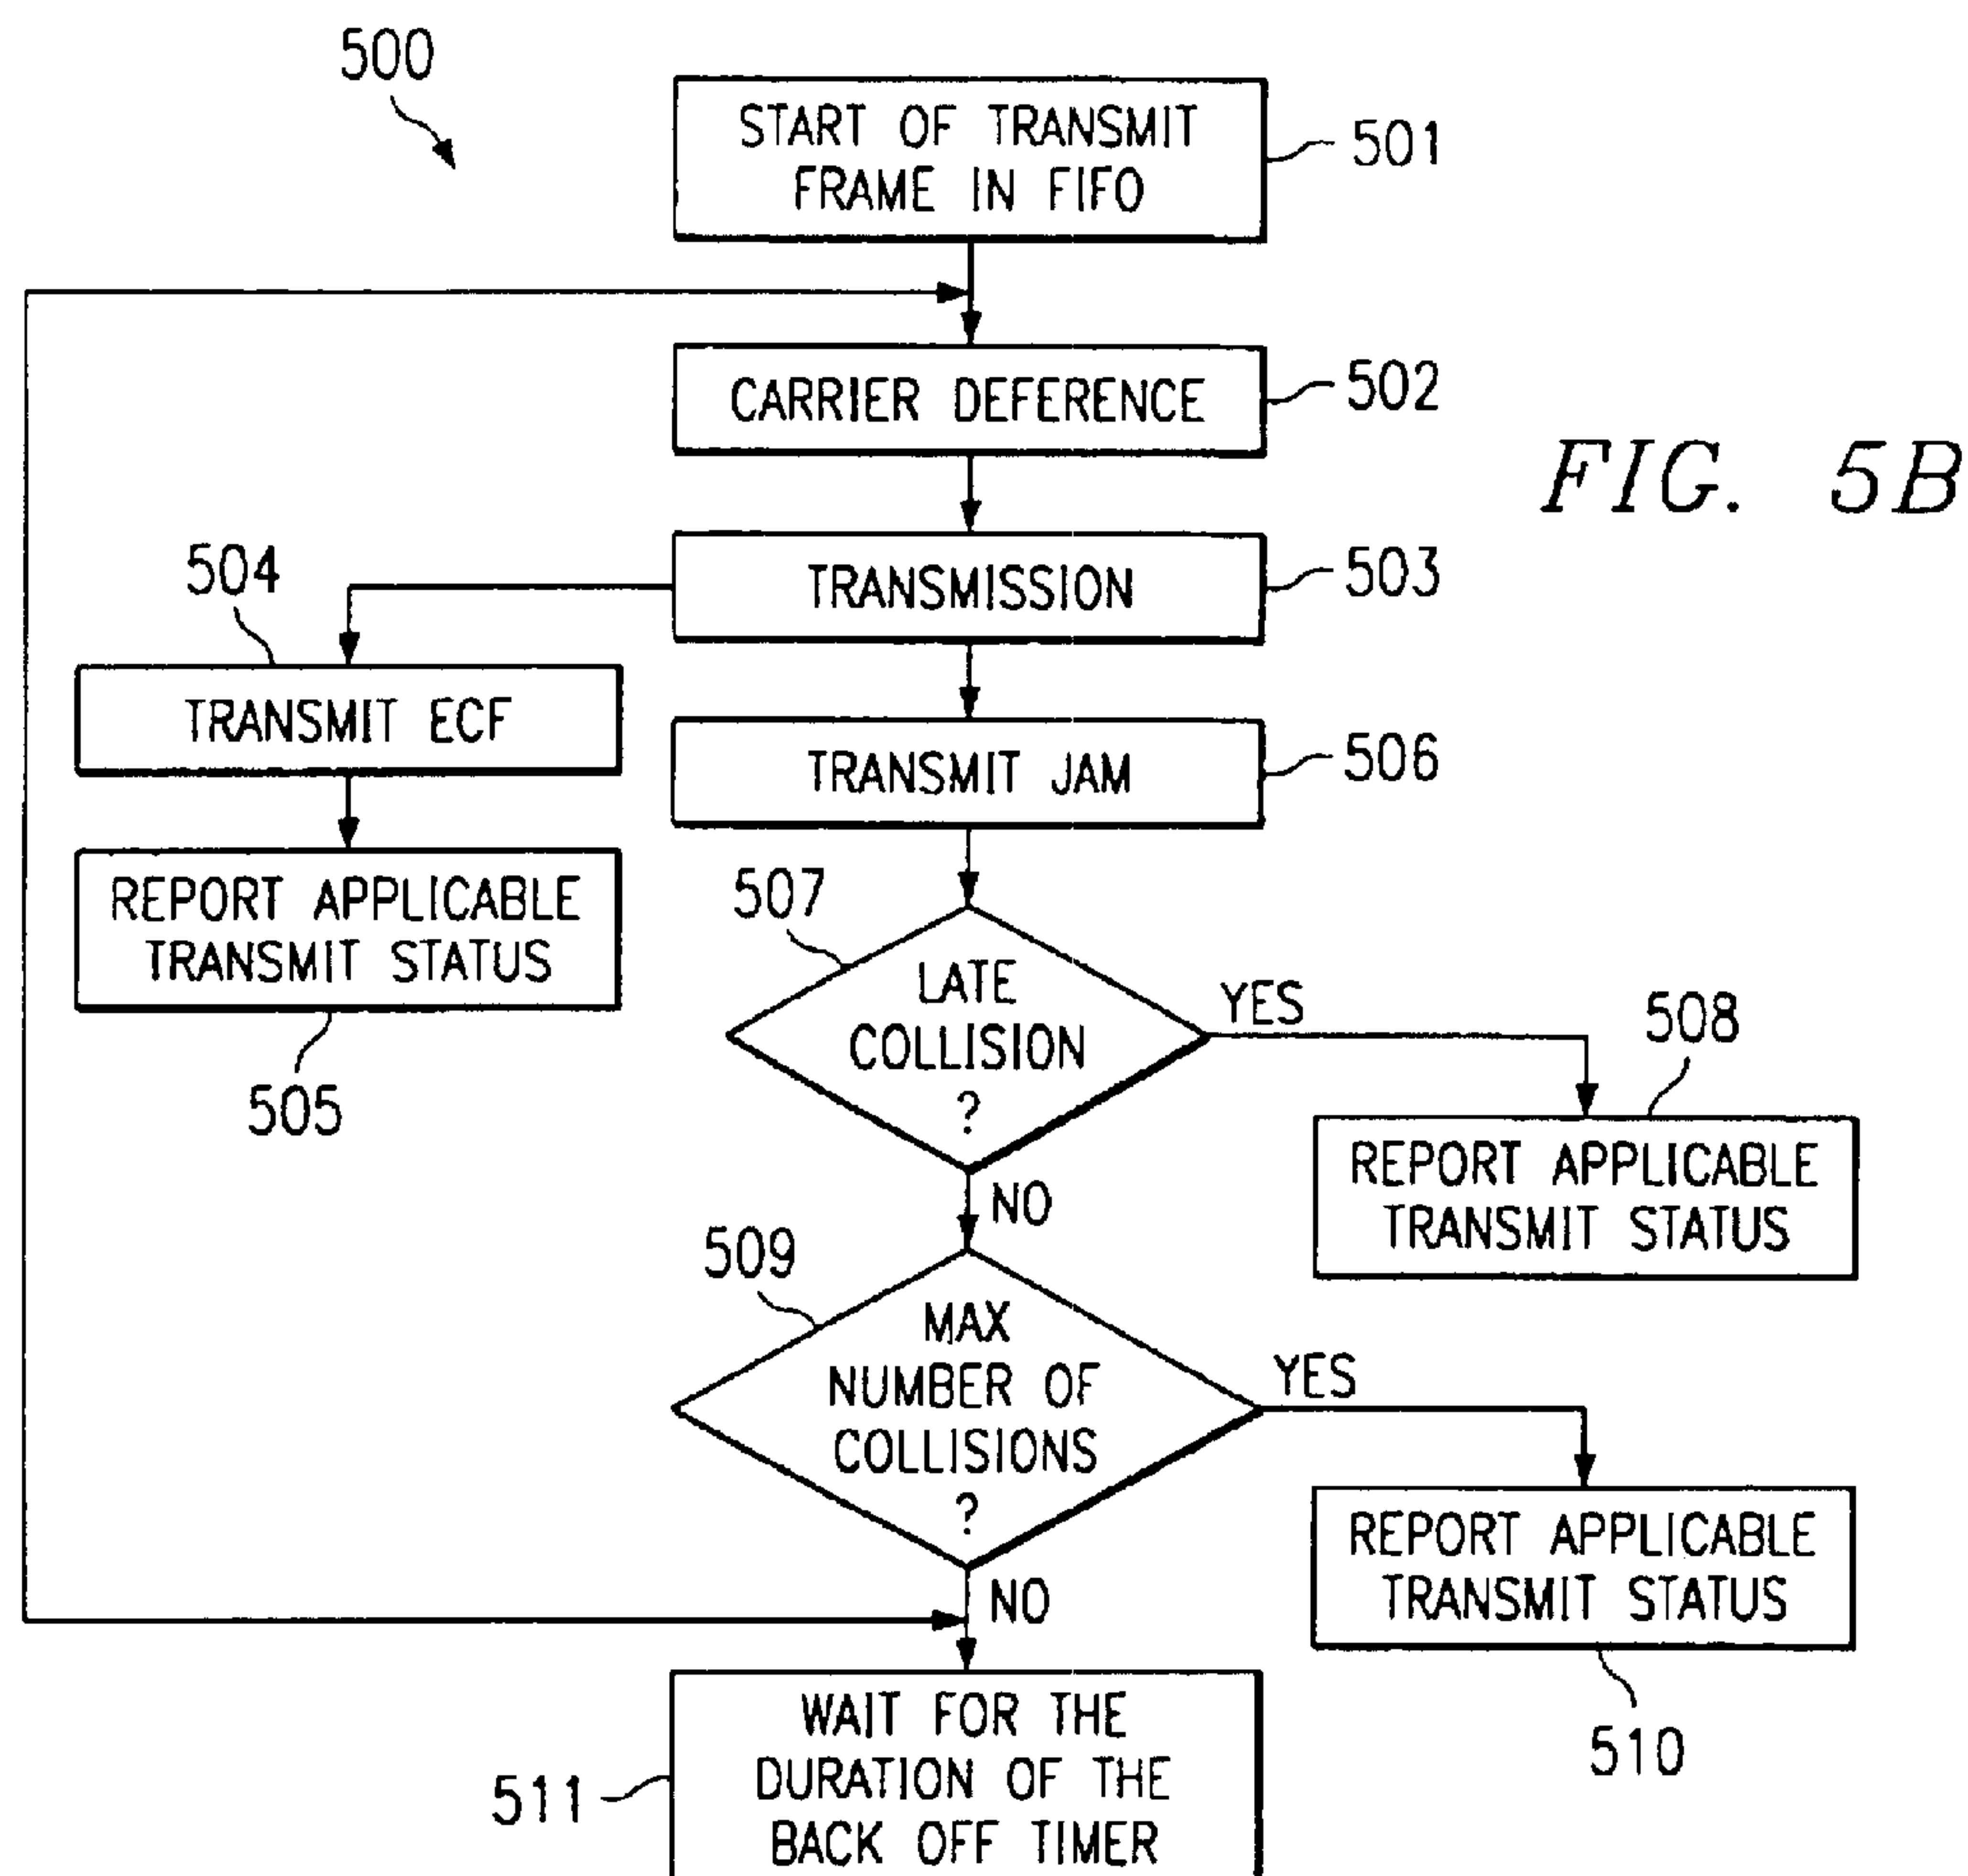 500
START OF TRANSMIT
FRAME IN FIFO
501
CARRIER DEFERENCE
502
FIG. 5B
TRANSMISSION
503
504
TRANSMIT ECF
TRANSMIT JAM
506
REPORT APPLICABLE
TRANSMIT STATUS
505
507
LATE
COLLISION
?
YES
508
REPORT APPLICABLE
TRANSMIT STATUS
NO
509
MAX
NUMBER OF
COLLISIONS
?
YES
REPORT APPLICABLE
TRANSMIT STATUS
510
NO
WAIT FOR THE
DURATION OF THE
BACK OFF TIMER
511